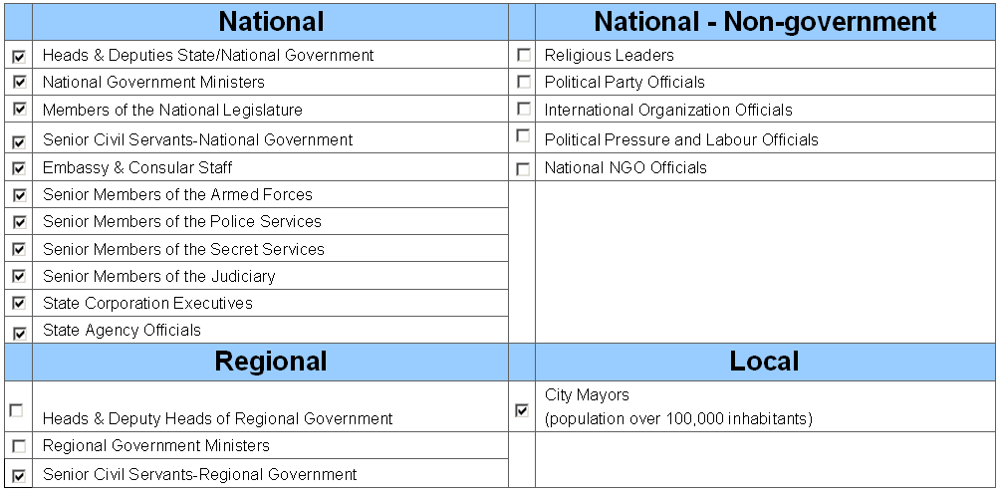 National
Heads & Deputies State/National Government
National Government Ministers
Members of the National Legislature
Senior Civil Servants-National Government
Embassy & Consular Staff
Senior Members of the Armed Forces
Senior Members of the Police Services
Senior Members of the Secret Services
Senior Members of the Judiciary
State Corporation Executives
State Agency Officials
National - Non-government
Religious Leaders
Political Party Officials
International Organization Officials
Political Pressure and Labour Officials
National NGO Officials
Regional
Heads & Deputy Heads of Regional Government
Regional Government Ministers
Senior Civil Servants-Regional Government
Local
City Mayors
(population over 100,000 inhabitants)